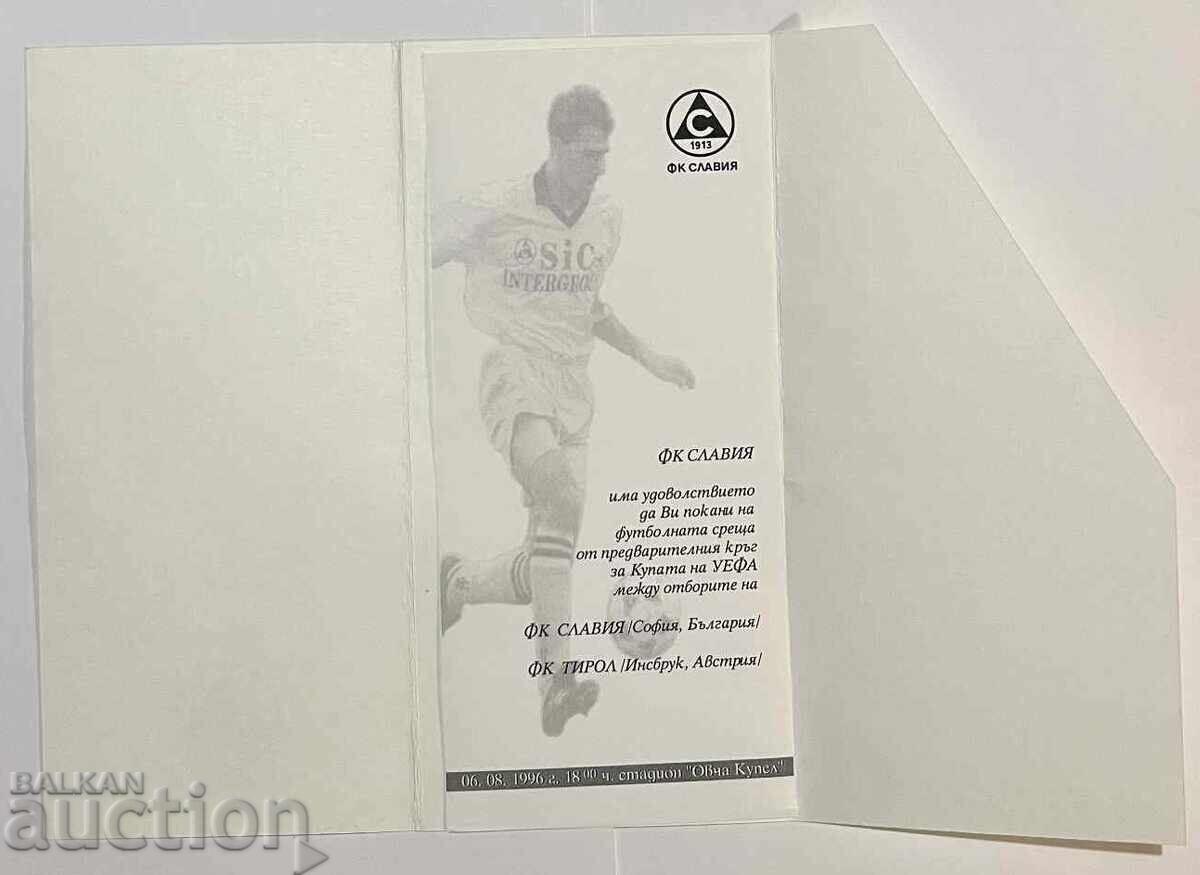 С
1913
ФК СЛАВИЯ
SiC
ФК СЛАВИЯ
има удоволствието
да Ви покани на
футболната среща
от предварителния кръг
за Купата на УЕФА
между отборите на
ФК СЛАВИЯ /София, България/
ФК ТИРОЛ /Инсбрук, Австрия/
06. 08. 1996 г., 18 00 ч. стадион "Овча Купел"
BALKAN
auction